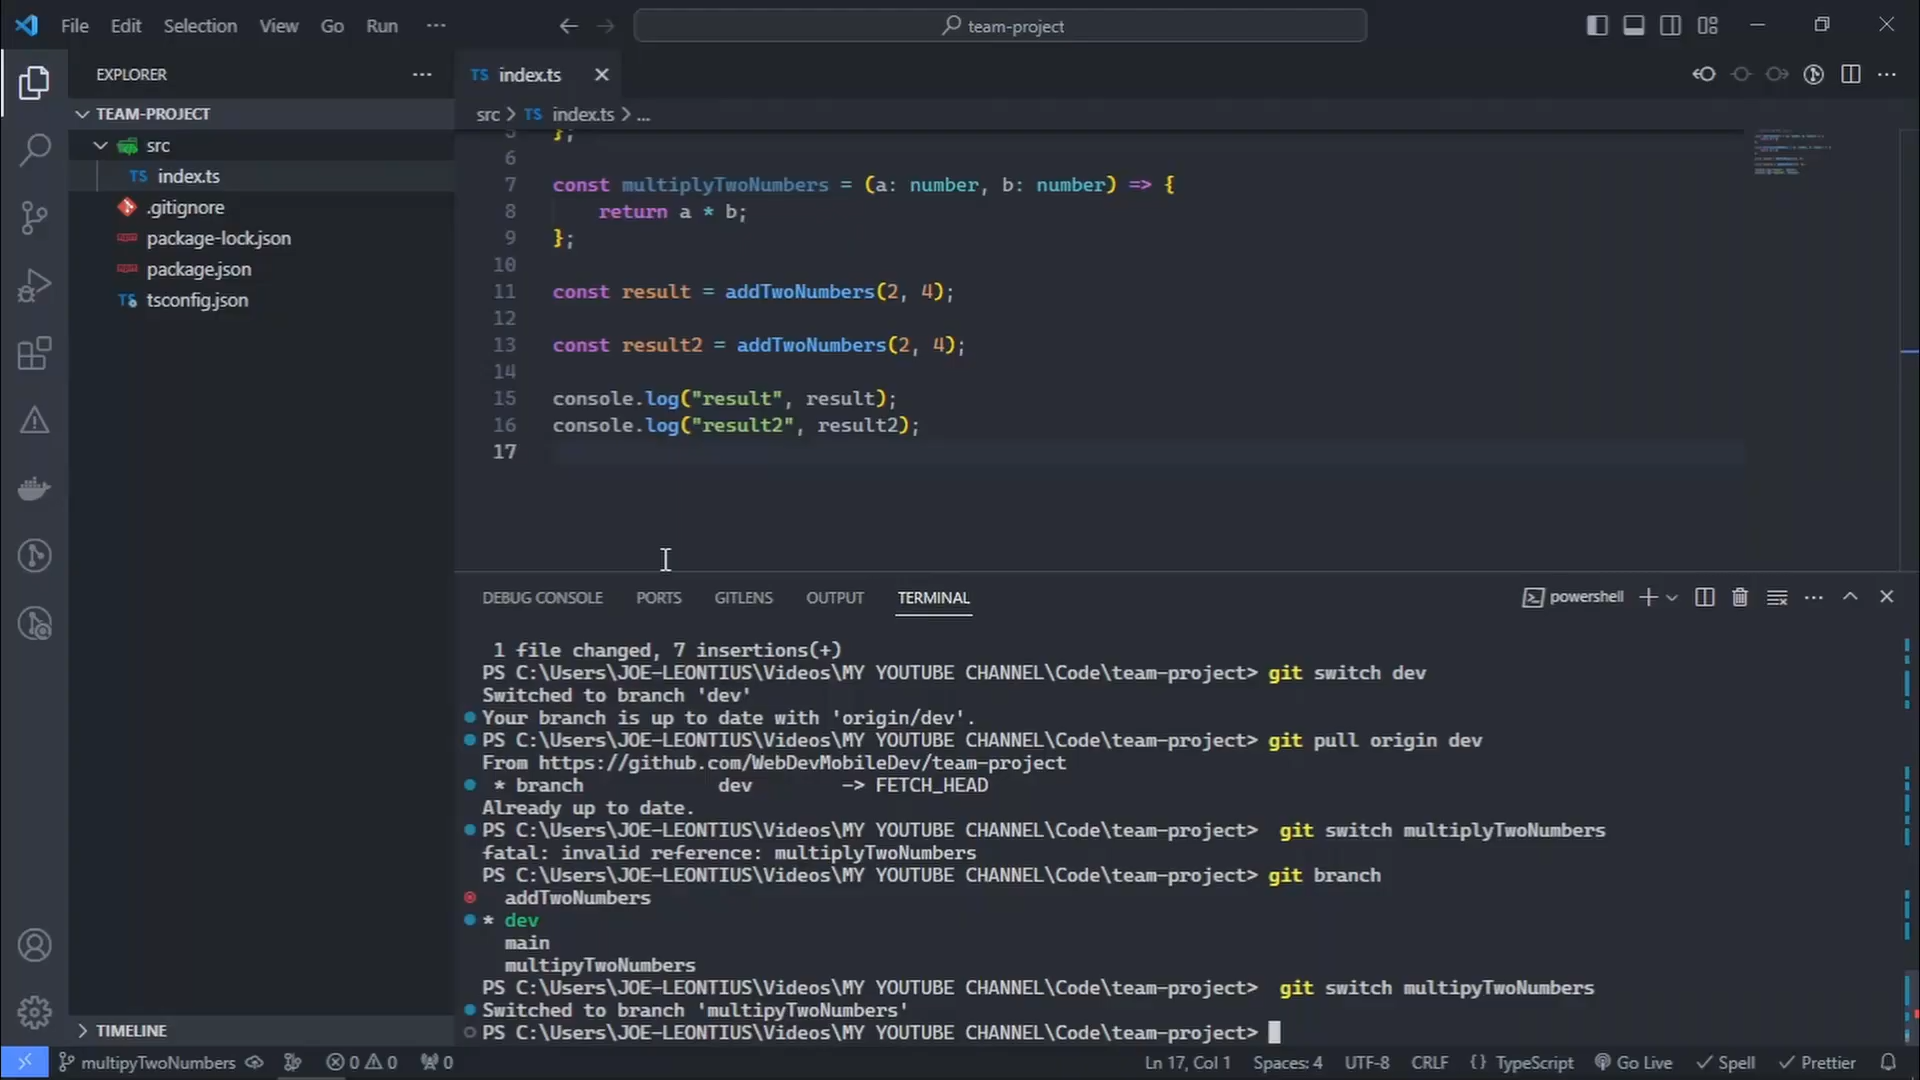 File Edit Selection View Go Run ··· team-project
EXPLORER ···
TS index.ts
TEAM-PROJECT
src > TS index.ts > ...
src
TS index.ts
.gitignore
package-lock.json
package.json
TS tsconfig.json
5 };
6
7 const multiplyTwoNumbers = (a: number, b: number) => {
8 return a * b;
9 };
10
11 const result = addTwoNumbers(2, 4);
12
13 const result2 = addTwoNumbers(2, 4);
14
15 console.log("result", result);
16 console.log("result2", result2);
17
DEBUG CONSOLE PORTS GITLENS OUTPUT TERMINAL powershell
1 file changed, 7 insertions(+)
PS C:\Users\JOE-LEONTIUS\Videos\MY YOUTUBE CHANNEL\Code\team-project> git switch dev
Switched to branch 'dev'
Your branch is up to date with 'origin/dev'.
PS C:\Users\JOE-LEONTIUS\Videos\MY YOUTUBE CHANNEL\Code\team-project> git pull origin dev
From https://github.com/WebDevMobileDev/team-project
* branch dev -> FETCH_HEAD
Already up to date.
PS C:\Users\JOE-LEONTIUS\Videos\MY YOUTUBE CHANNEL\Code\team-project> git switch multiplyTwoNumbers
fatal: invalid reference: multiplyTwoNumbers
PS C:\Users\JOE-LEONTIUS\Videos\MY YOUTUBE CHANNEL\Code\team-project> git branch
addTwoNumbers
* dev
main
multipyTwoNumbers
PS C:\Users\JOE-LEONTIUS\Videos\MY YOUTUBE CHANNEL\Code\team-project> git switch multipyTwoNumbers
Switched to branch 'multipyTwoNumbers'
PS C:\Users\JOE-LEONTIUS\Videos\MY YOUTUBE CHANNEL\Code\team-project>
TIMELINE
multipyTwoNumbers 0 0 0 Ln 17, Col 1 Spaces: 4 UTF-8 CRLF {} TypeScript Go Live Spell Prettier